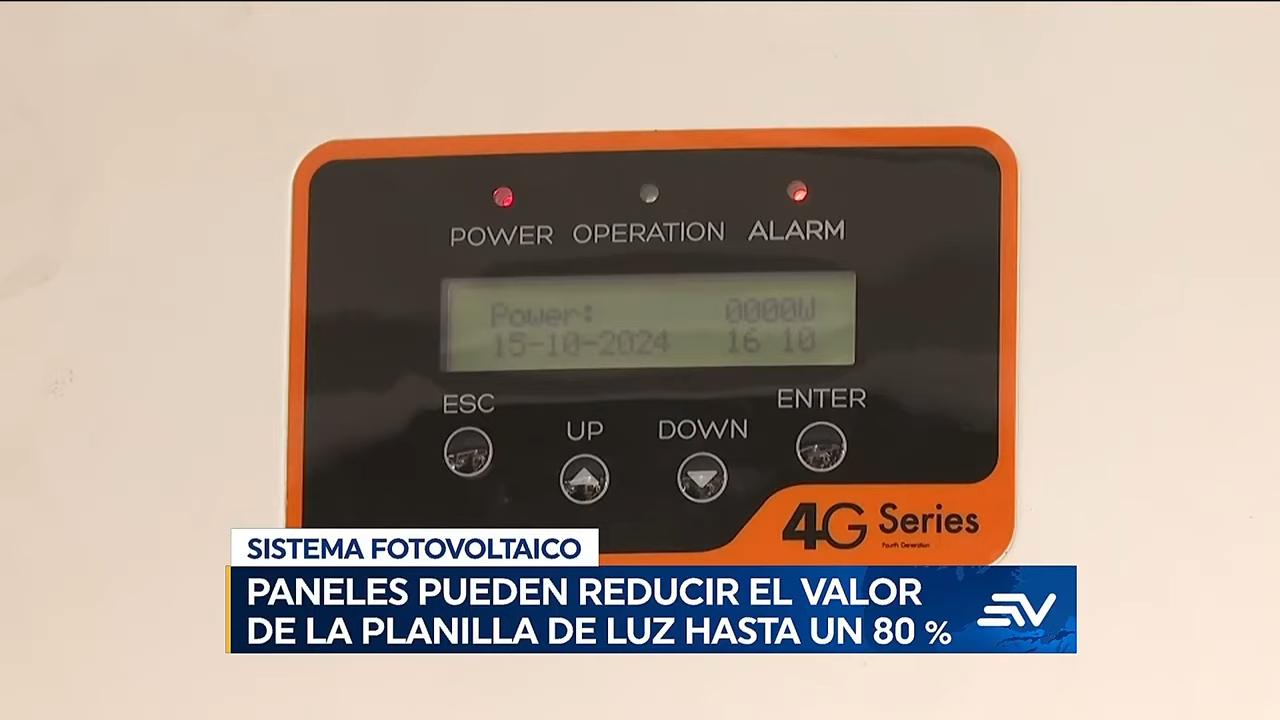 POWER OPERATION ALARM
Power: 0000W
15-10-2024 16 10
ESC
ENTER
UP
DOWN
4G Series
Fourth Generation
SISTEMA FOTOVOLTAICO
PANELES PUEDEN REDUCIR EL VALOR
DE LA PLANILLA DE LUZ HASTA UN 80 %